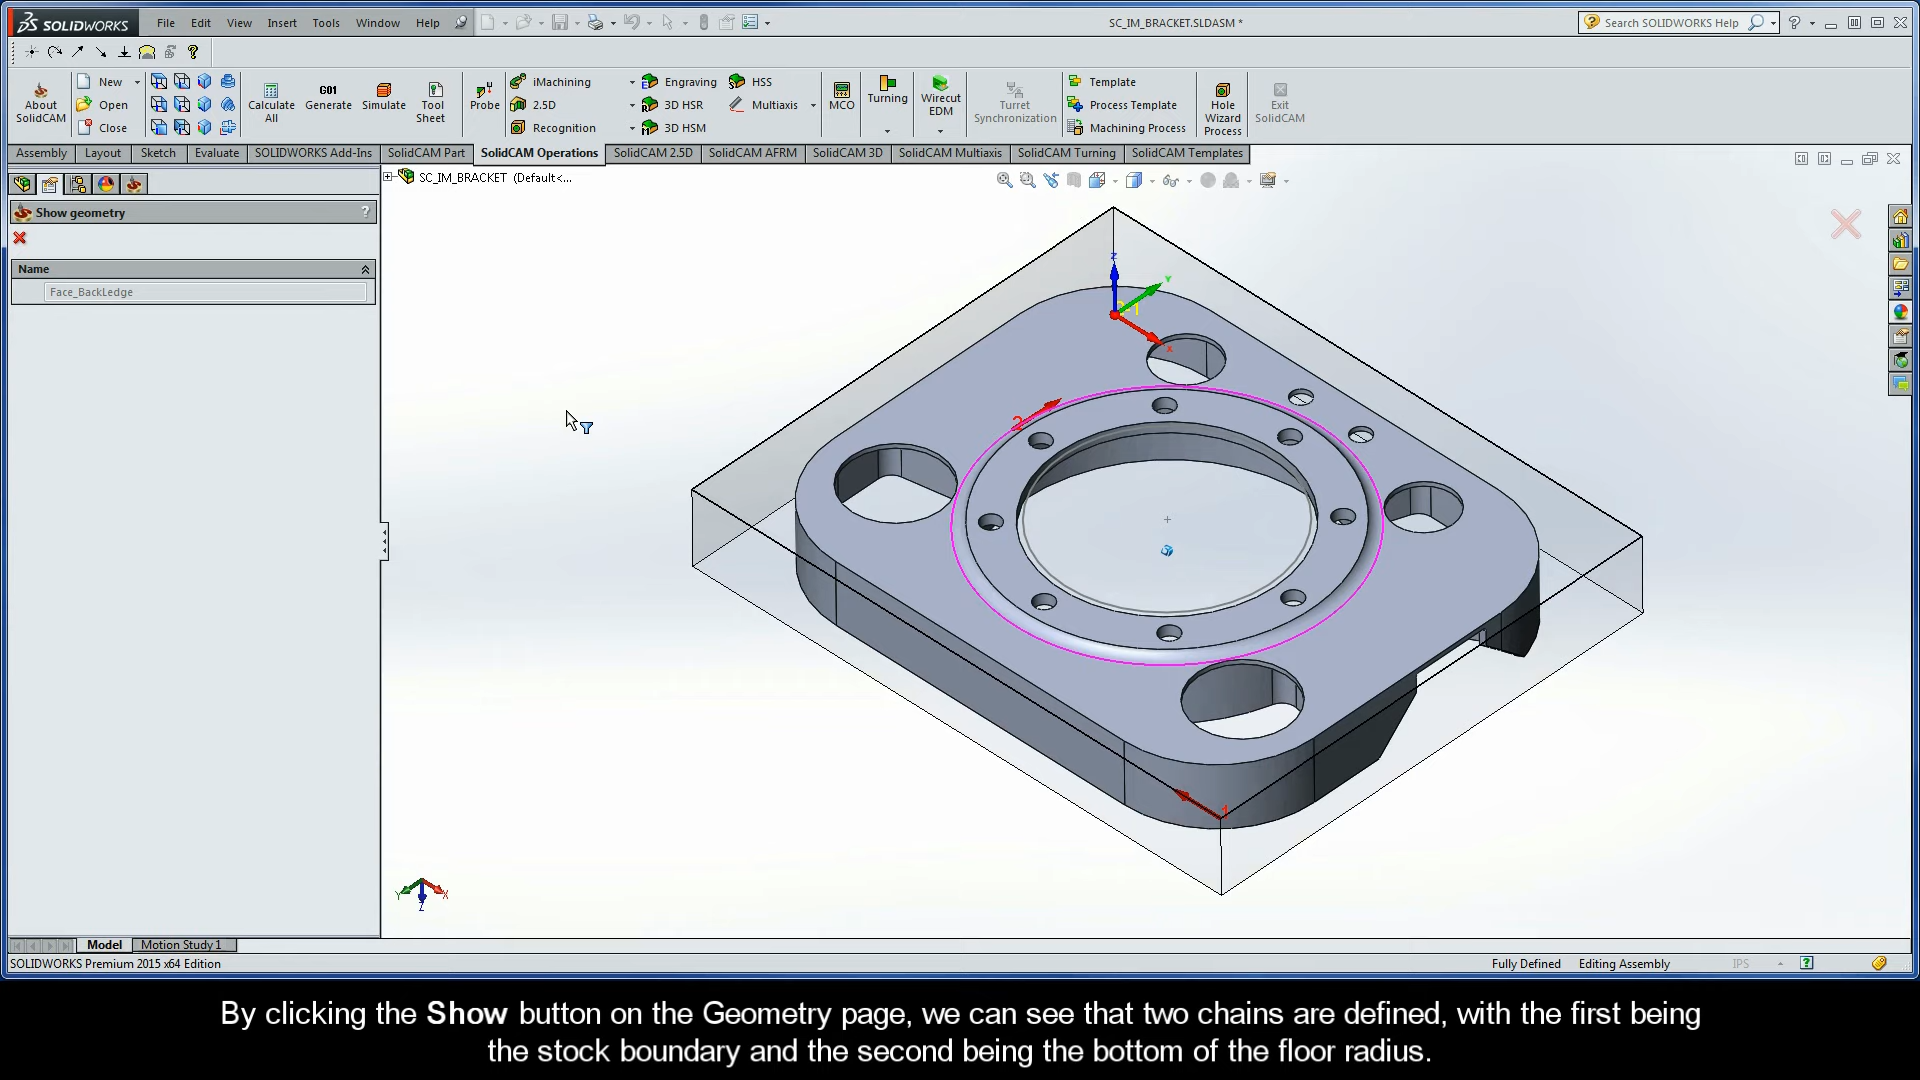 SOLIDWORKS File Edit View Insert Tools Window Help SC_IM_BRACKET.SLDASM * Search SOLIDWORKS Help
About SolidCAM
New
Open
Close
Calculate All
G01
Generate
Simulate
Tool Sheet
Probe
iMachining
2.5D
Recognition
Engraving
3D HSR
3D HSM
HSS
Multiaxis
MCO
Turning
Wirecut EDM
Turret Synchronization
Template
Process Template
Machining Process
Hole Wizard Process
Exit SolidCAM
Assembly Layout Sketch Evaluate SOLIDWORKS Add-Ins SolidCAM Part SolidCAM Operations SolidCAM 2.5D SolidCAM AFRM SolidCAM 3D SolidCAM Multiaxis SolidCAM Turning SolidCAM Templates
SC_IM_BRACKET (Default<...
Show geometry ?
Name
Face_BackLedge
Z
Y
X
2
1
Y X
Z
Model Motion Study 1
SOLIDWORKS Premium 2015 x64 Edition Fully Defined Editing Assembly IPS
By clicking the Show button on the Geometry page, we can see that two chains are defined, with the first being
the stock boundary and the second being the bottom of the floor radius.